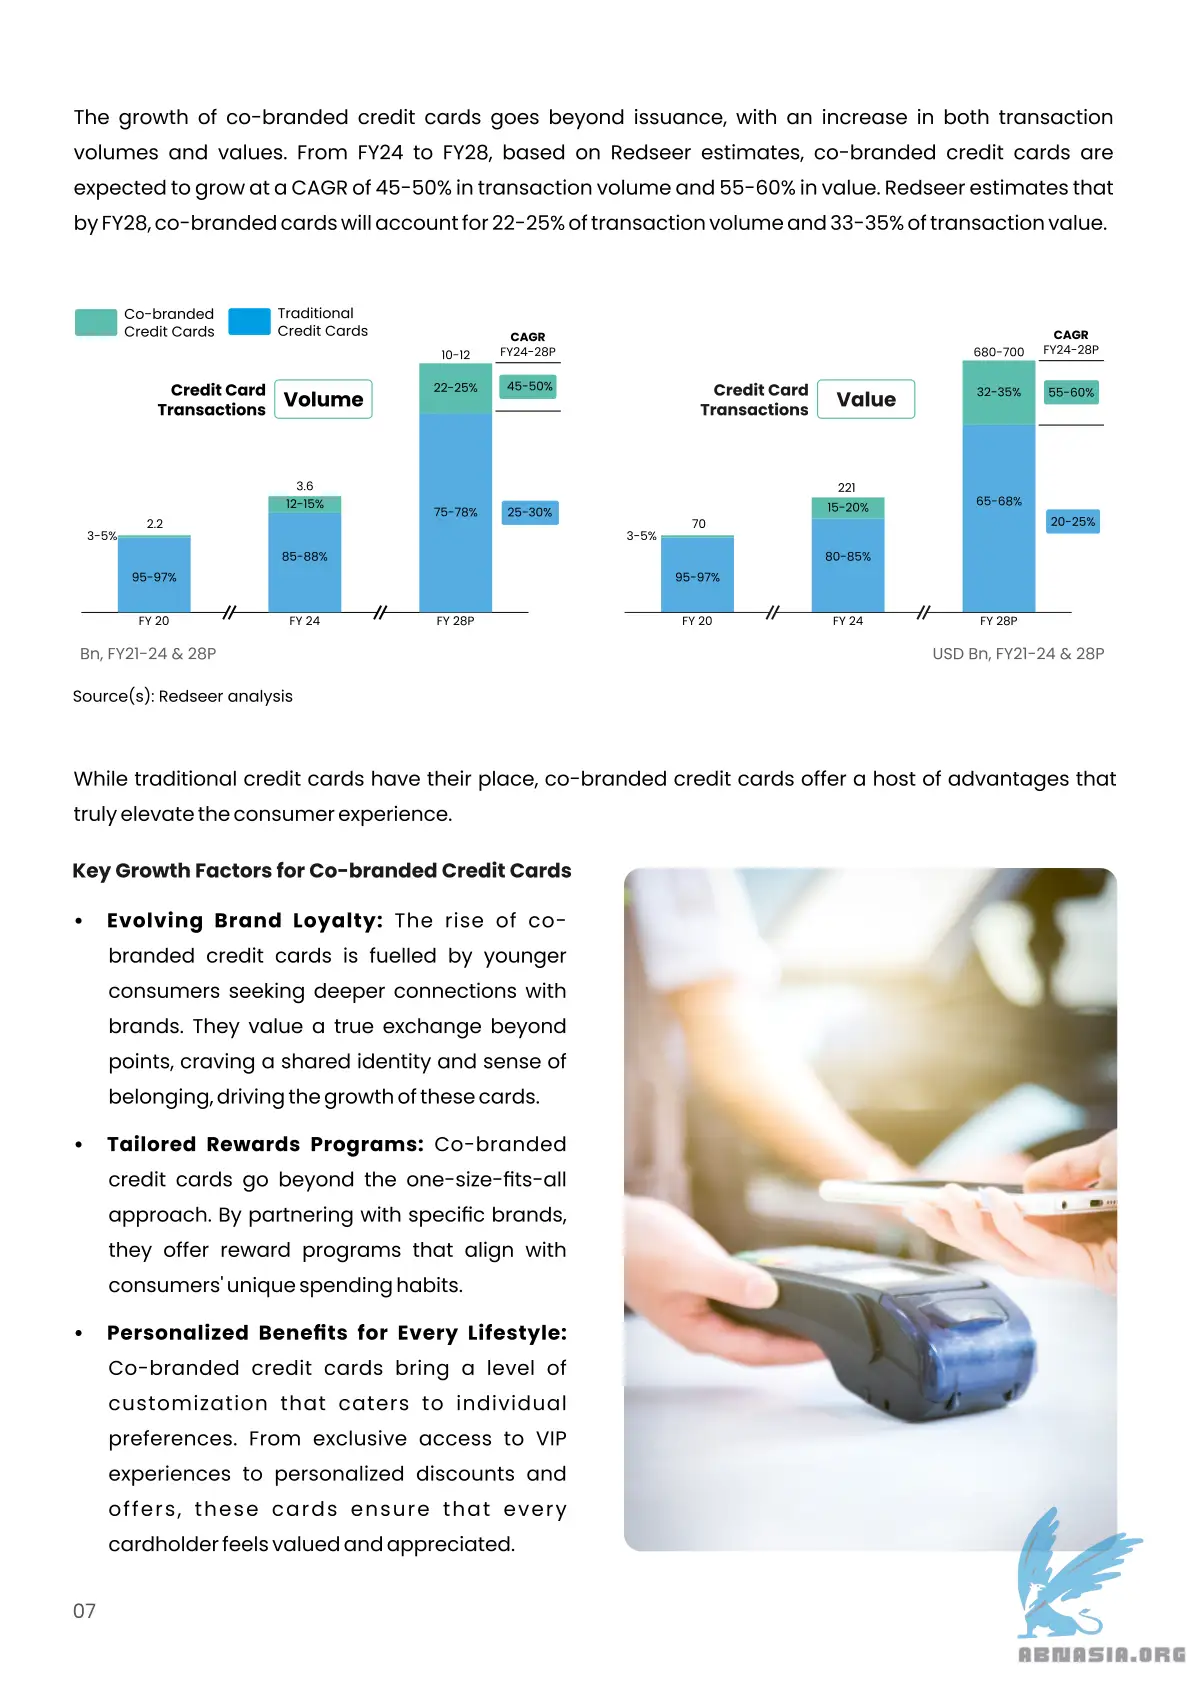 The growth of co-branded credit cards goes beyond issuance, with an increase in both transaction
volumes and values. From FY24 to FY28, based on Redseer estimates, co-branded credit cards are
expected to grow at a CAGR of 45-50% in transaction volume and 55-60% in value. Redseer estimates that
by FY28, co-branded cards will account for 22-25% of transaction volume and 33-35% of transaction value.
Co-branded
Credit Cards
Traditional
Credit Cards
Credit Card
Transactions
Volume
CAGR
FY24-28P
10-12
22-25%
45-50%
3.6
12-15%
75-78%
25-30%
2.2
3-5%
85-88%
95-97%
FY 20
FY 24
FY 28P
Bn, FY21-24 & 28P
Credit Card
Transactions
Value
CAGR
FY24-28P
680-700
32-35%
55-60%
221
15-20%
65-68%
20-25%
70
3-5%
80-85%
95-97%
FY 20
FY 24
FY 28P
USD Bn, FY21-24 & 28P
Source(s): Redseer analysis
While traditional credit cards have their place, co-branded credit cards offer a host of advantages that
truly elevate the consumer experience.
Key Growth Factors for Co-branded Credit Cards
• Evolving Brand Loyalty: The rise of co-
branded credit cards is fuelled by younger
consumers seeking deeper connections with
brands. They value a true exchange beyond
points, craving a shared identity and sense of
belonging, driving the growth of these cards.
• Tailored Rewards Programs: Co-branded
credit cards go beyond the one-size-fits-all
approach. By partnering with specific brands,
they offer reward programs that align with
consumers' unique spending habits.
• Personalized Benefits for Every Lifestyle:
Co-branded credit cards bring a level of
customization that caters to individual
preferences. From exclusive access to VIP
experiences to personalized discounts and
offers, these cards ensure that every
cardholder feels valued and appreciated.
07
ABNASIA.ORG